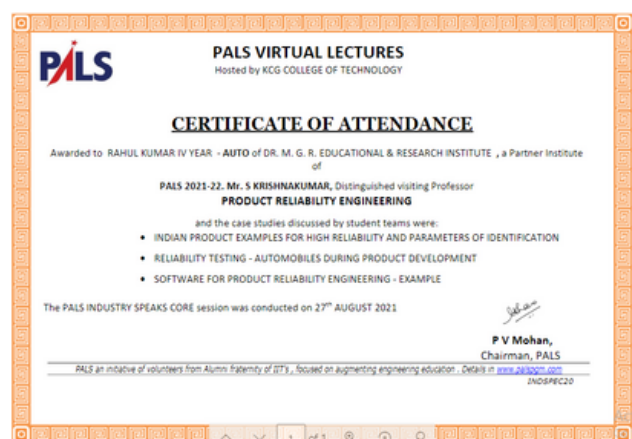 PALS
PALS VIRTUAL LECTURES
Hosted by KCG COLLEGE OF TECHNOLOGY
CERTIFICATE OF ATTENDANCE
Awarded to RAHUL KUMAR IV YEAR - AUTO of DR. M. G. R. EDUCATIONAL & RESEARCH INSTITUTE , a Partner Institute
of
PALS 2021-22. Mr. S KRISHNAKUMAR, Distinguished visiting Professor
PRODUCT RELIABILITY ENGINEERING
and the case studies discussed by student teams were:
• INDIAN PRODUCT EXAMPLES FOR HIGH RELIABILITY AND PARAMETERS OF IDENTIFICATION
• RELIABILITY TESTING - AUTOMOBILES DURING PRODUCT DEVELOPMENT
• SOFTWARE FOR PRODUCT RELIABILITY ENGINEERING - EXAMPLE
The PALS INDUSTRY SPEAKS CORE session was conducted on 27TH AUGUST 2021
P V Mohan,
Chairman, PALS
PALS an initiative of volunteers from Alumni fraternity of IIT's , focused on augmenting engineering education . Details in www.palspgm.com
INDSPEC20
1 of 1